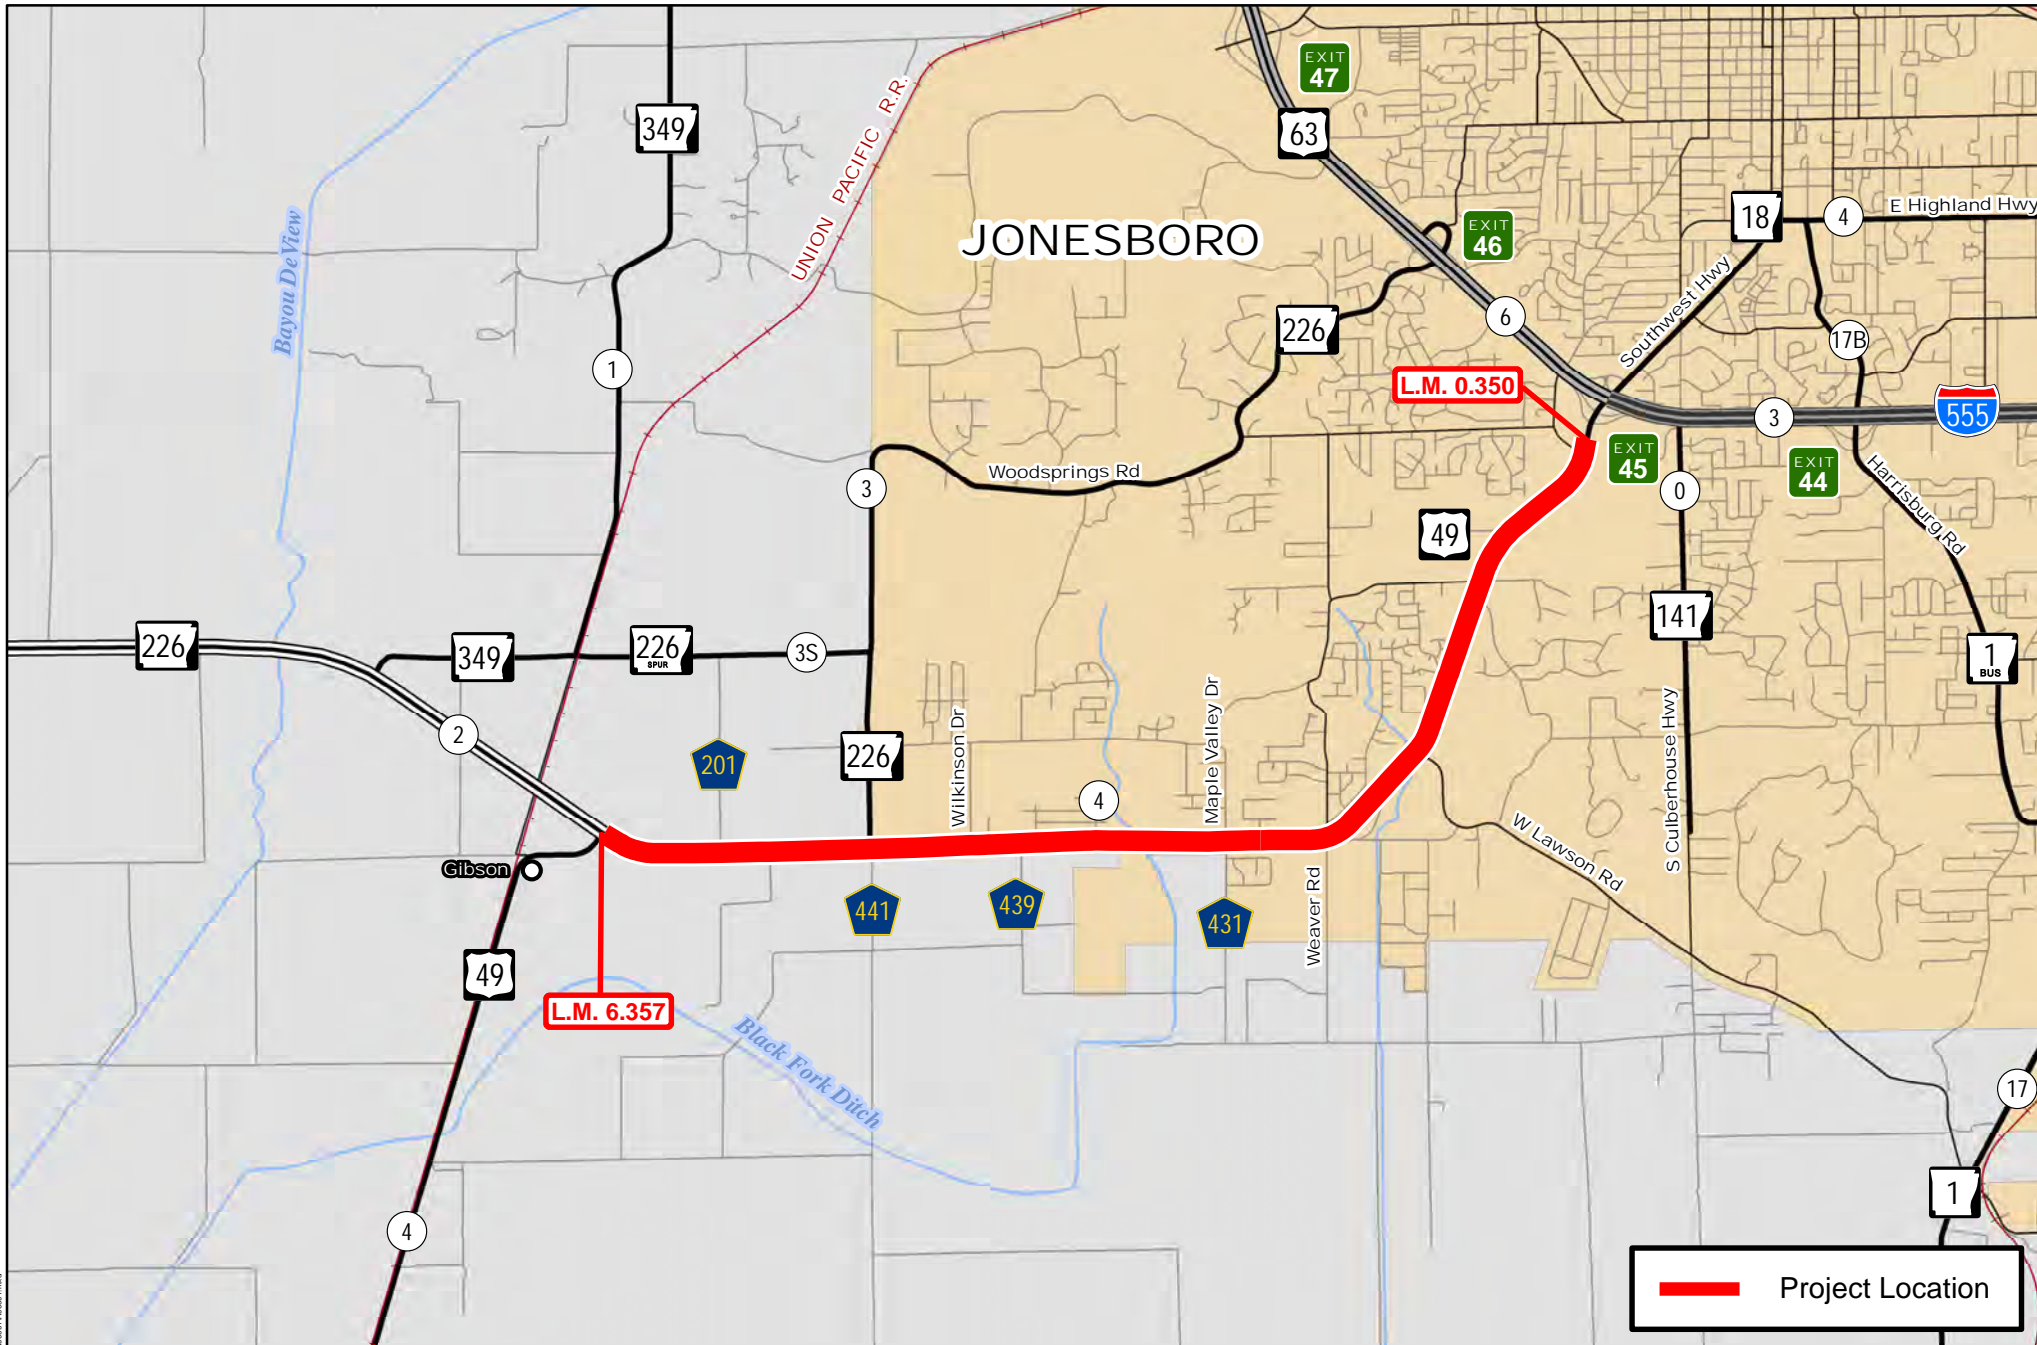 EXIT
47
349
63
UNION PACIFIC R.R.
18
4
E Highland Hwy
JONESBORO
EXIT
46
Bayou DeView
226
6
Southwest Hwy
17B
1
L.M. 0.350
3
555
EXIT
45
EXIT
44
Woodsprings Rd
3
0
Harrisburg Rd
49
141
226
349
226
SPUR
3S
1
BUS
2
201
226
Wilkinson Dr
4
Maple Valley Dr
S Culberhouse Hwy
W Lawson Rd
Gibson
441
439
431
Weaver Rd
49
L.M. 6.357
Black Fork Ditch
17
1
4
Project Location